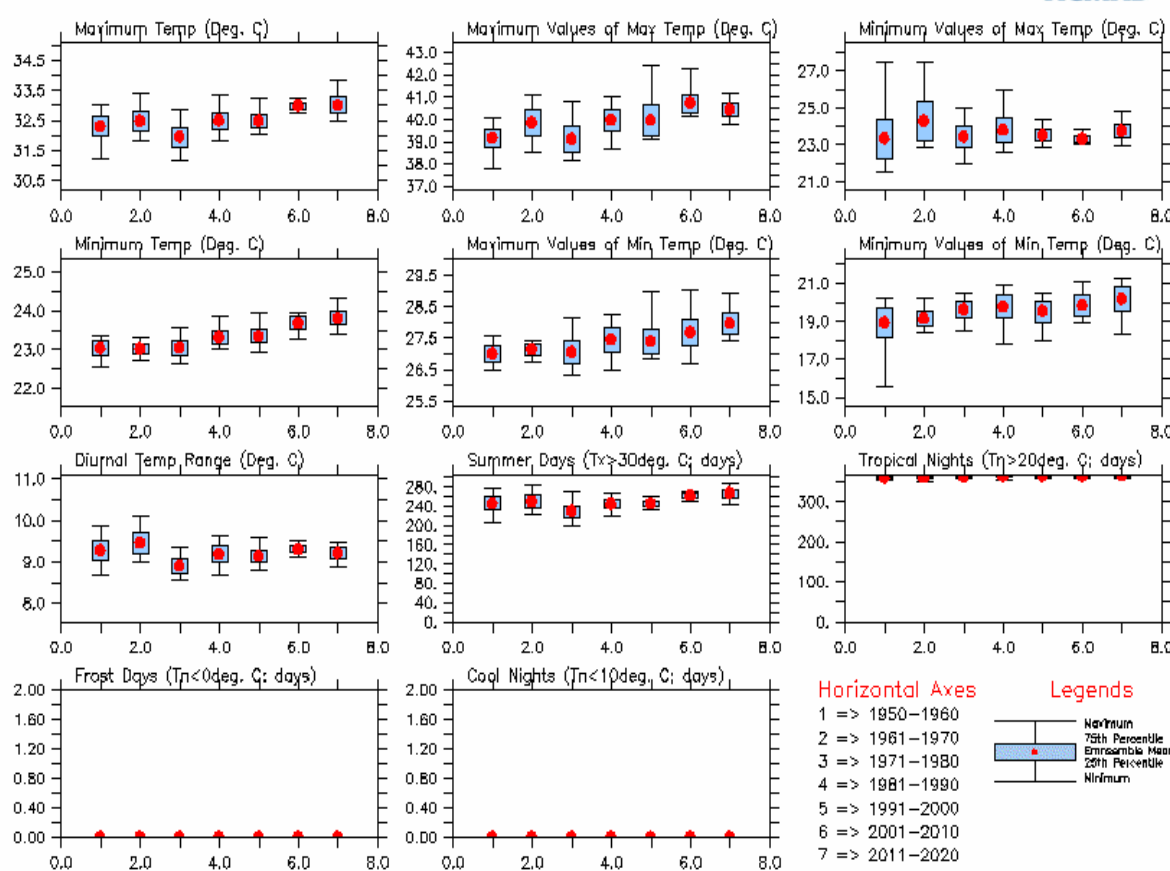 Maximum Temp (Deg. C)
34.5
33.5
32.5
31.5
30.5
0.0 2.0 4.0 6.0 8.0
Maximum Values of Max Temp (Deg. C)
43.0
42.0
41.0
40.0
39.0
38.0
37.0
0.0 2.0 4.0 6.0 8.0
Minimum Values of Max Temp (Deg. C)
27.0
25.0
23.0
21.0
0.0 2.0 4.0 6.0 8.0
Minimum Temp (Deg. C)
25.0
24.0
23.0
22.0
0.0 2.0 4.0 6.0 8.0
Maximum Values of Min Temp (Deg. C)
29.5
28.5
27.5
26.5
25.5
0.0 2.0 4.0 6.0 8.0
Minimum Values of Min Temp (Deg. C)
21.0
19.0
17.0
15.0
0.0 2.0 4.0 6.0 8.0
Diurnal Temp Range (Deg. C)
11.0
10.0
9.0
8.0
0.0 2.0 4.0 6.0 8.0
Summer Days (Tx>30deg. C; days)
280.
240.
200.
160.
120.
80.
40.
0.
0.0 2.0 4.0 6.0 8.0
Tropical Nights (Tn>20deg. C; days)
300.
200.
100.
0.
0.0 2.0 4.0 6.0 8.0
Frost Days (Tn<0deg. C; days)
2.00
1.60
1.20
0.80
0.40
0.00
0.0 2.0 4.0 6.0 8.0
Cool Nights (Tn<10deg. C; days)
2.00
1.60
1.20
0.80
0.40
0.00
0.0 2.0 4.0 6.0 8.0
Horizontal Axes
1 => 1950-1960
2 => 1961-1970
3 => 1971-1980
4 => 1981-1990
5 => 1991-2000
6 => 2001-2010
7 => 2011-2020
Legends
Maximum
75th Percentile
Emnsemble Mean
25th Percentile
Minimum